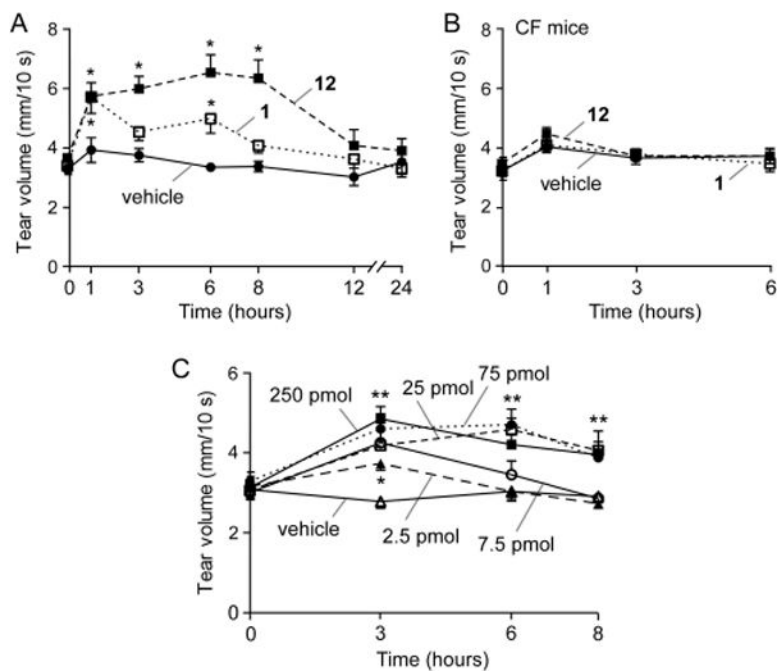 A
Tear volume (mm/10 s)
8
6
4
2
0
* * * *
* *
12
1
vehicle
0 1 3 6 8 12 24
Time (hours)
B
CF mice
Tear volume (mm/10 s)
8
6
4
2
0
12
vehicle
1
0 1 3 6
Time (hours)
C
Tear volume (mm/10 s)
6
4
2
0
250 pmol
**
25 pmol
75 pmol
**
**
*
vehicle
2.5 pmol
7.5 pmol
0 3 6 8
Time (hours)